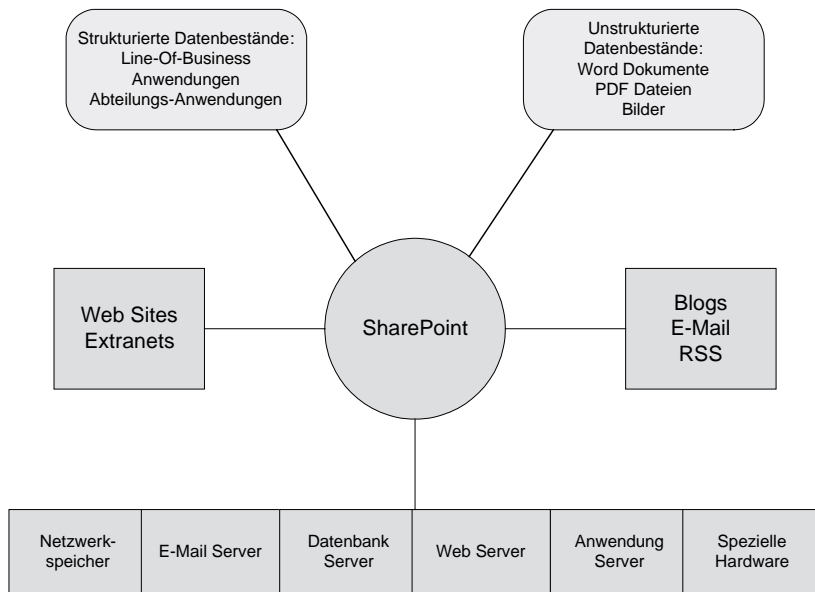 Strukturierte Datenbestände:
Line-Of-Business
Anwendungen
Abteilungs-Anwendungen
Unstrukturierte
Datenbestände:
Word Dokumente
PDF Dateien
Bilder
Web Sites
Extranets
SharePoint
Blogs
E-Mail
RSS
Netzwerk-
speicher
E-Mail Server
Datenbank
Server
Web Server
Anwendung
Server
Spezielle
Hardware